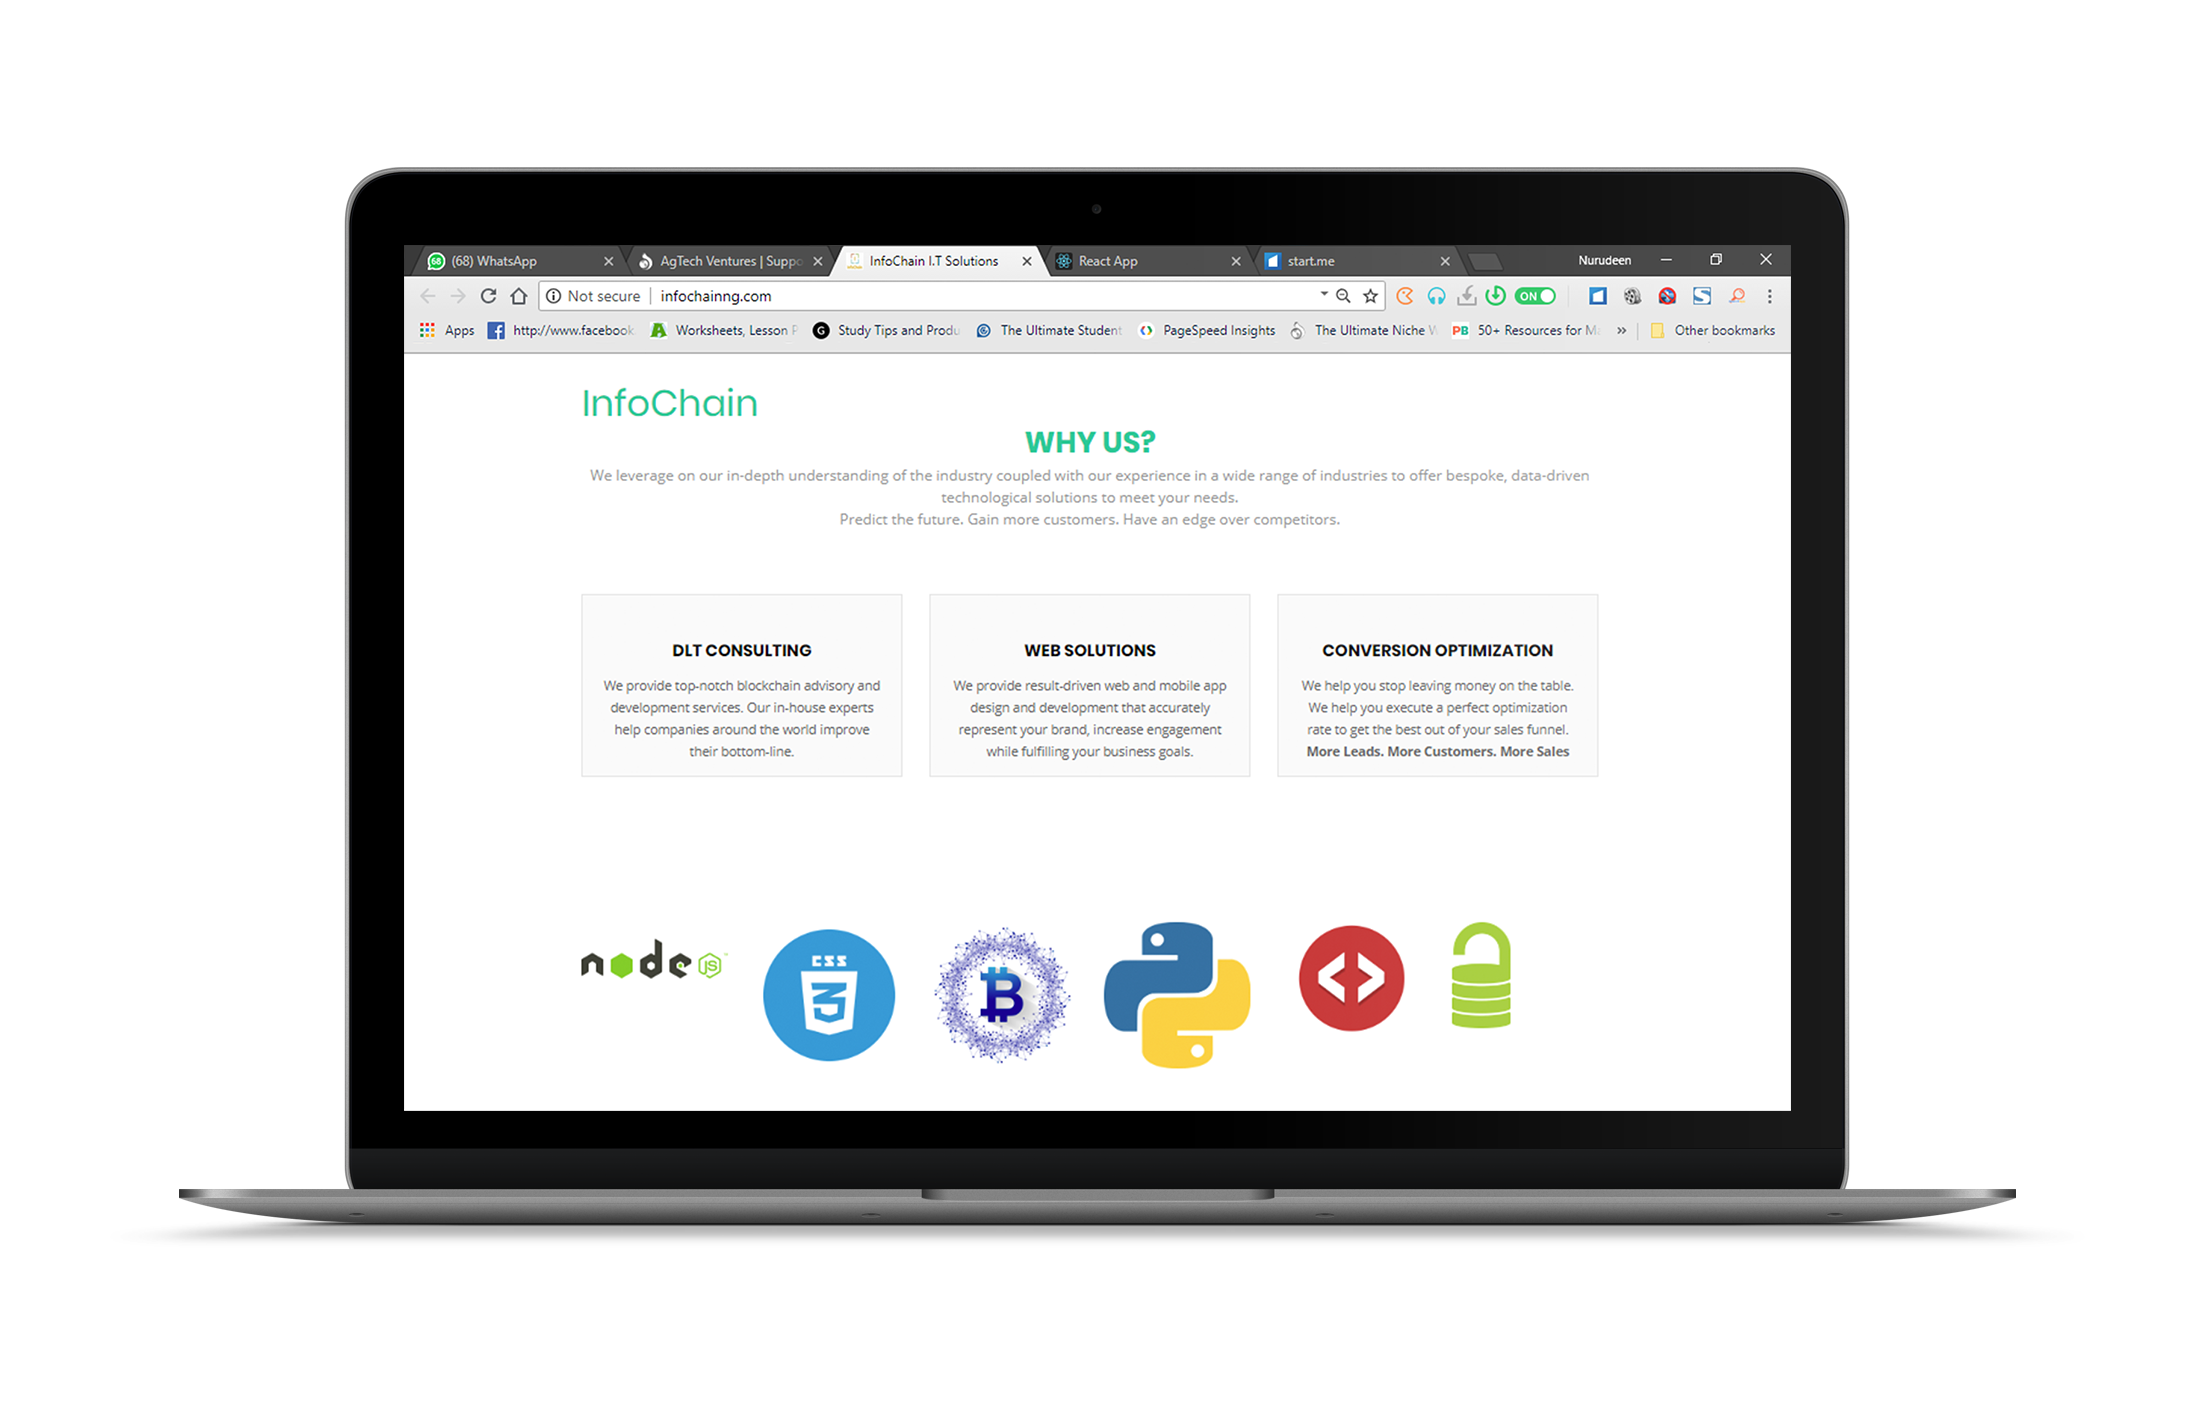 68 (68) WhatsApp
AgTech Ventures | Suppo
InfoChain I.T Solutions
React App
start.me
Nurudeen
Not secure infochainng.com
ON
Apps http://www.facebook Worksheets, Lesson P Study Tips and Produ The Ultimate Student PageSpeed Insights The Ultimate Niche W PB 50+ Resources for Ma » Other bookmarks
InfoChain
WHY US?
We leverage on our in-depth understanding of the industry coupled with our experience in a wide range of industries to offer bespoke, data-driven
technological solutions to meet your needs.
Predict the future. Gain more customers. Have an edge over competitors.
DLT CONSULTING
We provide top-notch blockchain advisory and
development services. Our in-house experts
help companies around the world improve
their bottom-line.
WEB SOLUTIONS
We provide result-driven web and mobile app
design and development that accurately
represent your brand, increase engagement
while fulfilling your business goals.
CONVERSION OPTIMIZATION
We help you stop leaving money on the table.
We help you execute a perfect optimization
rate to get the best out of your sales funnel.
More Leads. More Customers. More Sales
node JS
CSS
3
B